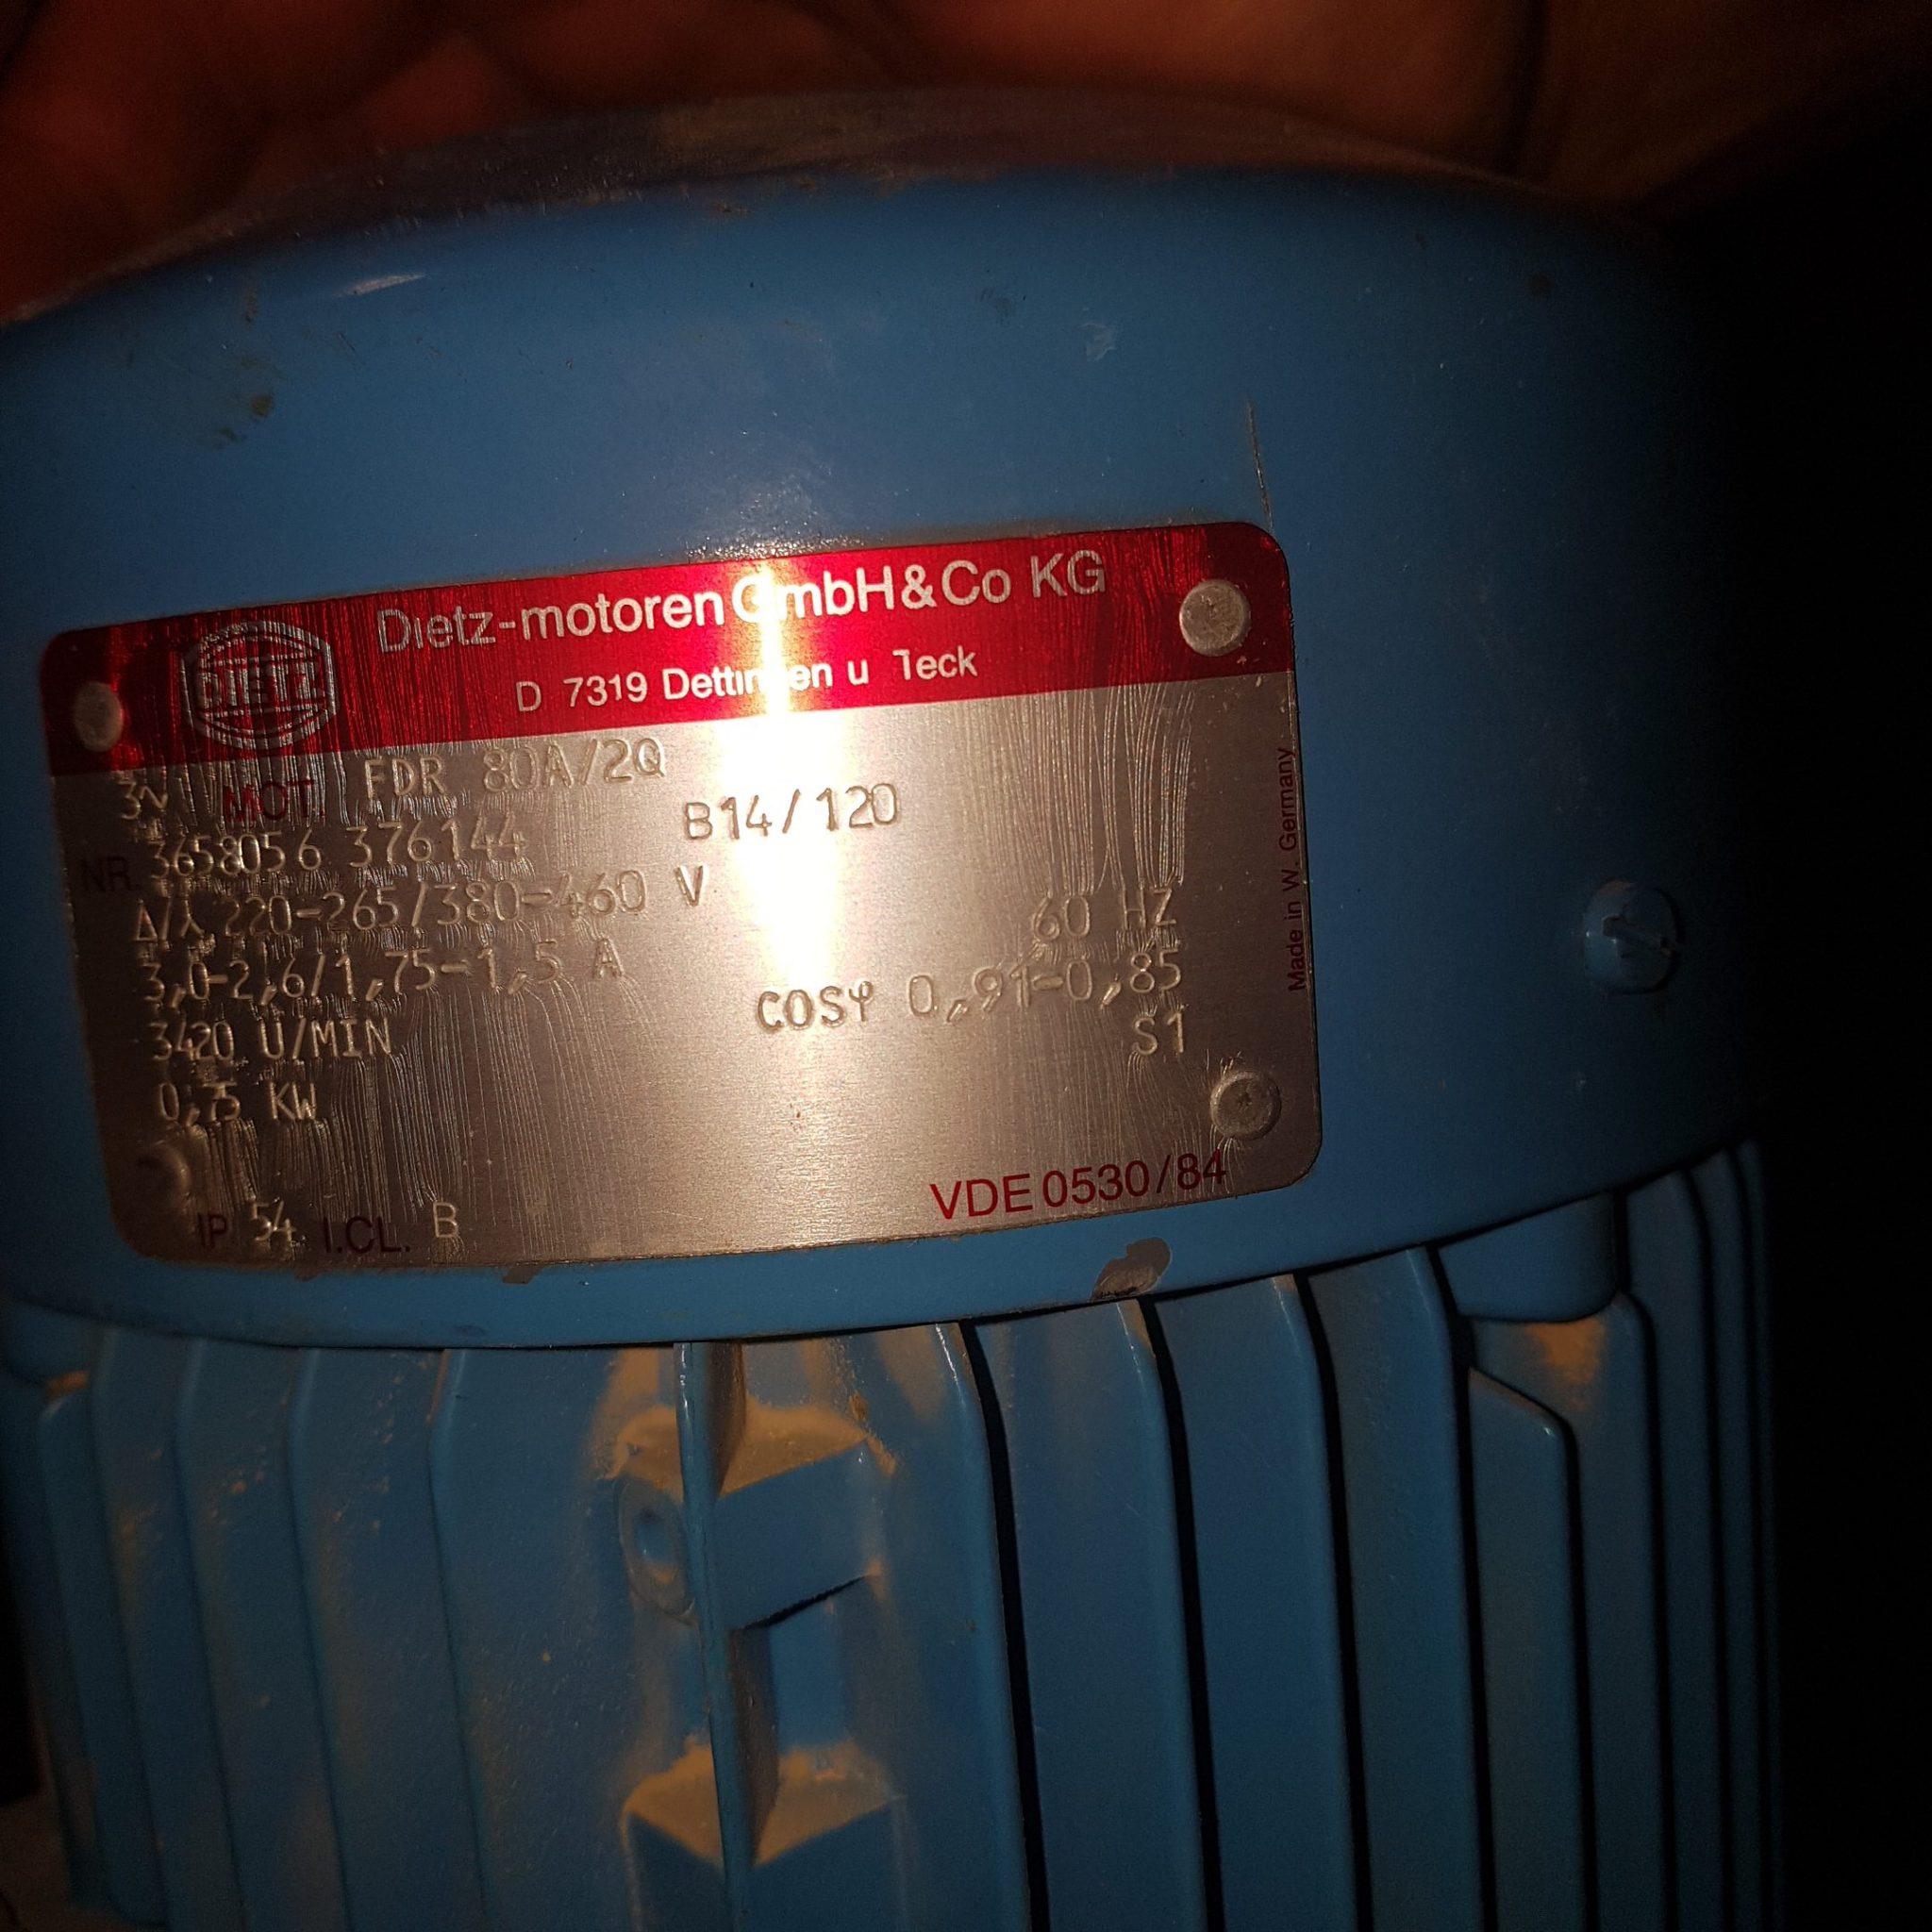 Dietz-motoren GmbH & Co KG
DIETZ
D 7319 Dettingen u Teck
3~ MOT. FDR 80A/2Q
B14/120
NR. 3658056 376144
Δ/⅄ 220-265/380-460 V
60 HZ
3,0-2,6/1,75-1,5 A
COSφ 0,91-0,85
3420 U/MIN
S1
0,75 KW
IP 54 I.CL. B
VDE 0530/84
Made in W. Germany